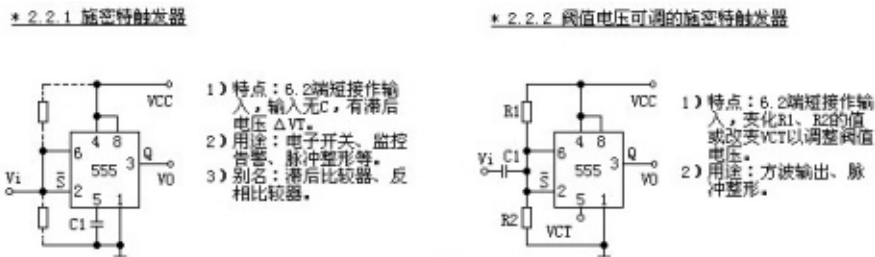 * 2.2.1 施密特触发器
VCC
4 8
6
Q
555 3
Vi
S̅
VO
2
5 1
C1
1）特点：6.2端短接作输
入，输入无C，有滞后
电压 △VT。
2）用途：电子开关、监控
告警、脉冲整形等。
3）别名：滞后比较器、反
相比较器。
* 2.2.2 阀值电压可调的施密特触发器
VCC
R1
4 8
6
Q
Vi C1
555 3
S̅
VO
2
5 1
R2
VCT
1）特点：6.2端短接作输
入，变化R1、R2的值
或改变VCT以调整阀值
电压。
2）用途：方波输出、脉
冲整形。